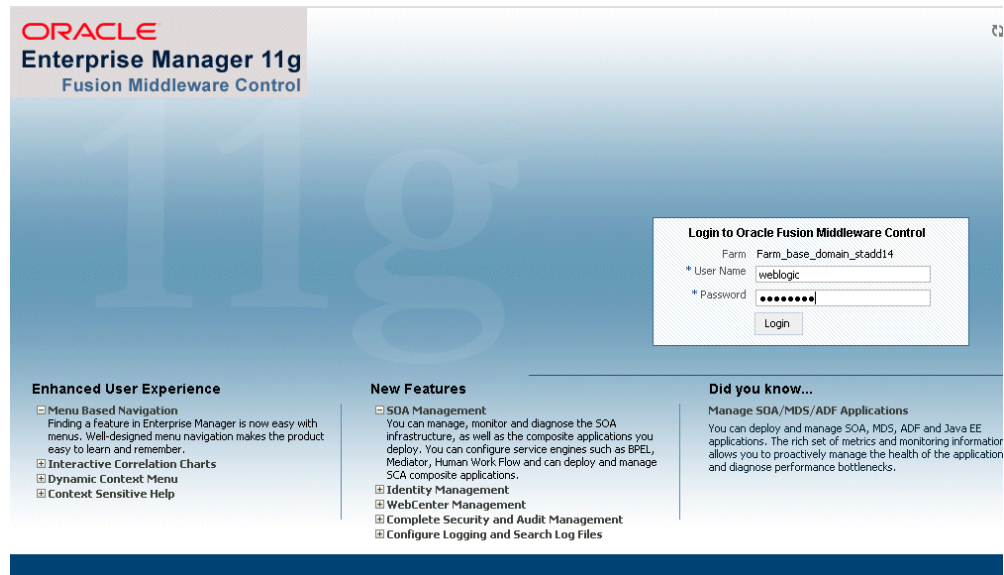 ORACLE
Enterprise Manager 11g
Fusion Middleware Control
11g
Login to Oracle Fusion Middleware Control
Farm Farm_base_domain_stadd14
* User Name weblogic
* Password ●●●●●●●●
Login
Enhanced User Experience
Menu Based Navigation
Finding a feature in Enterprise Manager is now easy with
menus. Well-designed menu navigation makes the product
easy to learn and remember.
Interactive Correlation Charts
Dynamic Context Menu
Context Sensitive Help
New Features
SOA Management
You can manage, monitor and diagnose the SOA
infrastructure, as well as the composite applications you
deploy. You can configure service engines such as BPEL,
Mediator, Human Work Flow and can deploy and manage
SCA composite applications.
Identity Management
WebCenter Management
Complete Security and Audit Management
Configure Logging and Search Log Files
Did you know...
Manage SOA/MDS/ADF Applications
You can deploy and manage SOA, MDS, ADF and Java EE
applications. The rich set of metrics and monitoring information
allows you to proactively manage the health of the application
and diagnose performance bottlenecks.